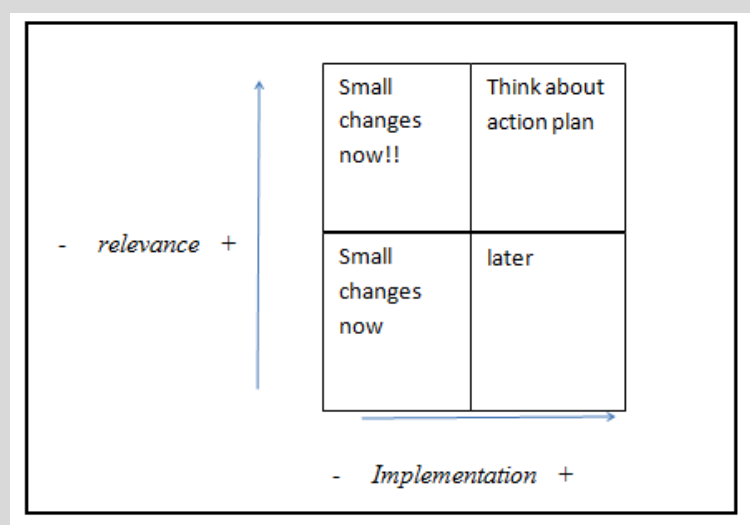 Small
changes
now!!
Think about
action plan
- relevance +
Small
changes
now
later
- Implementation +